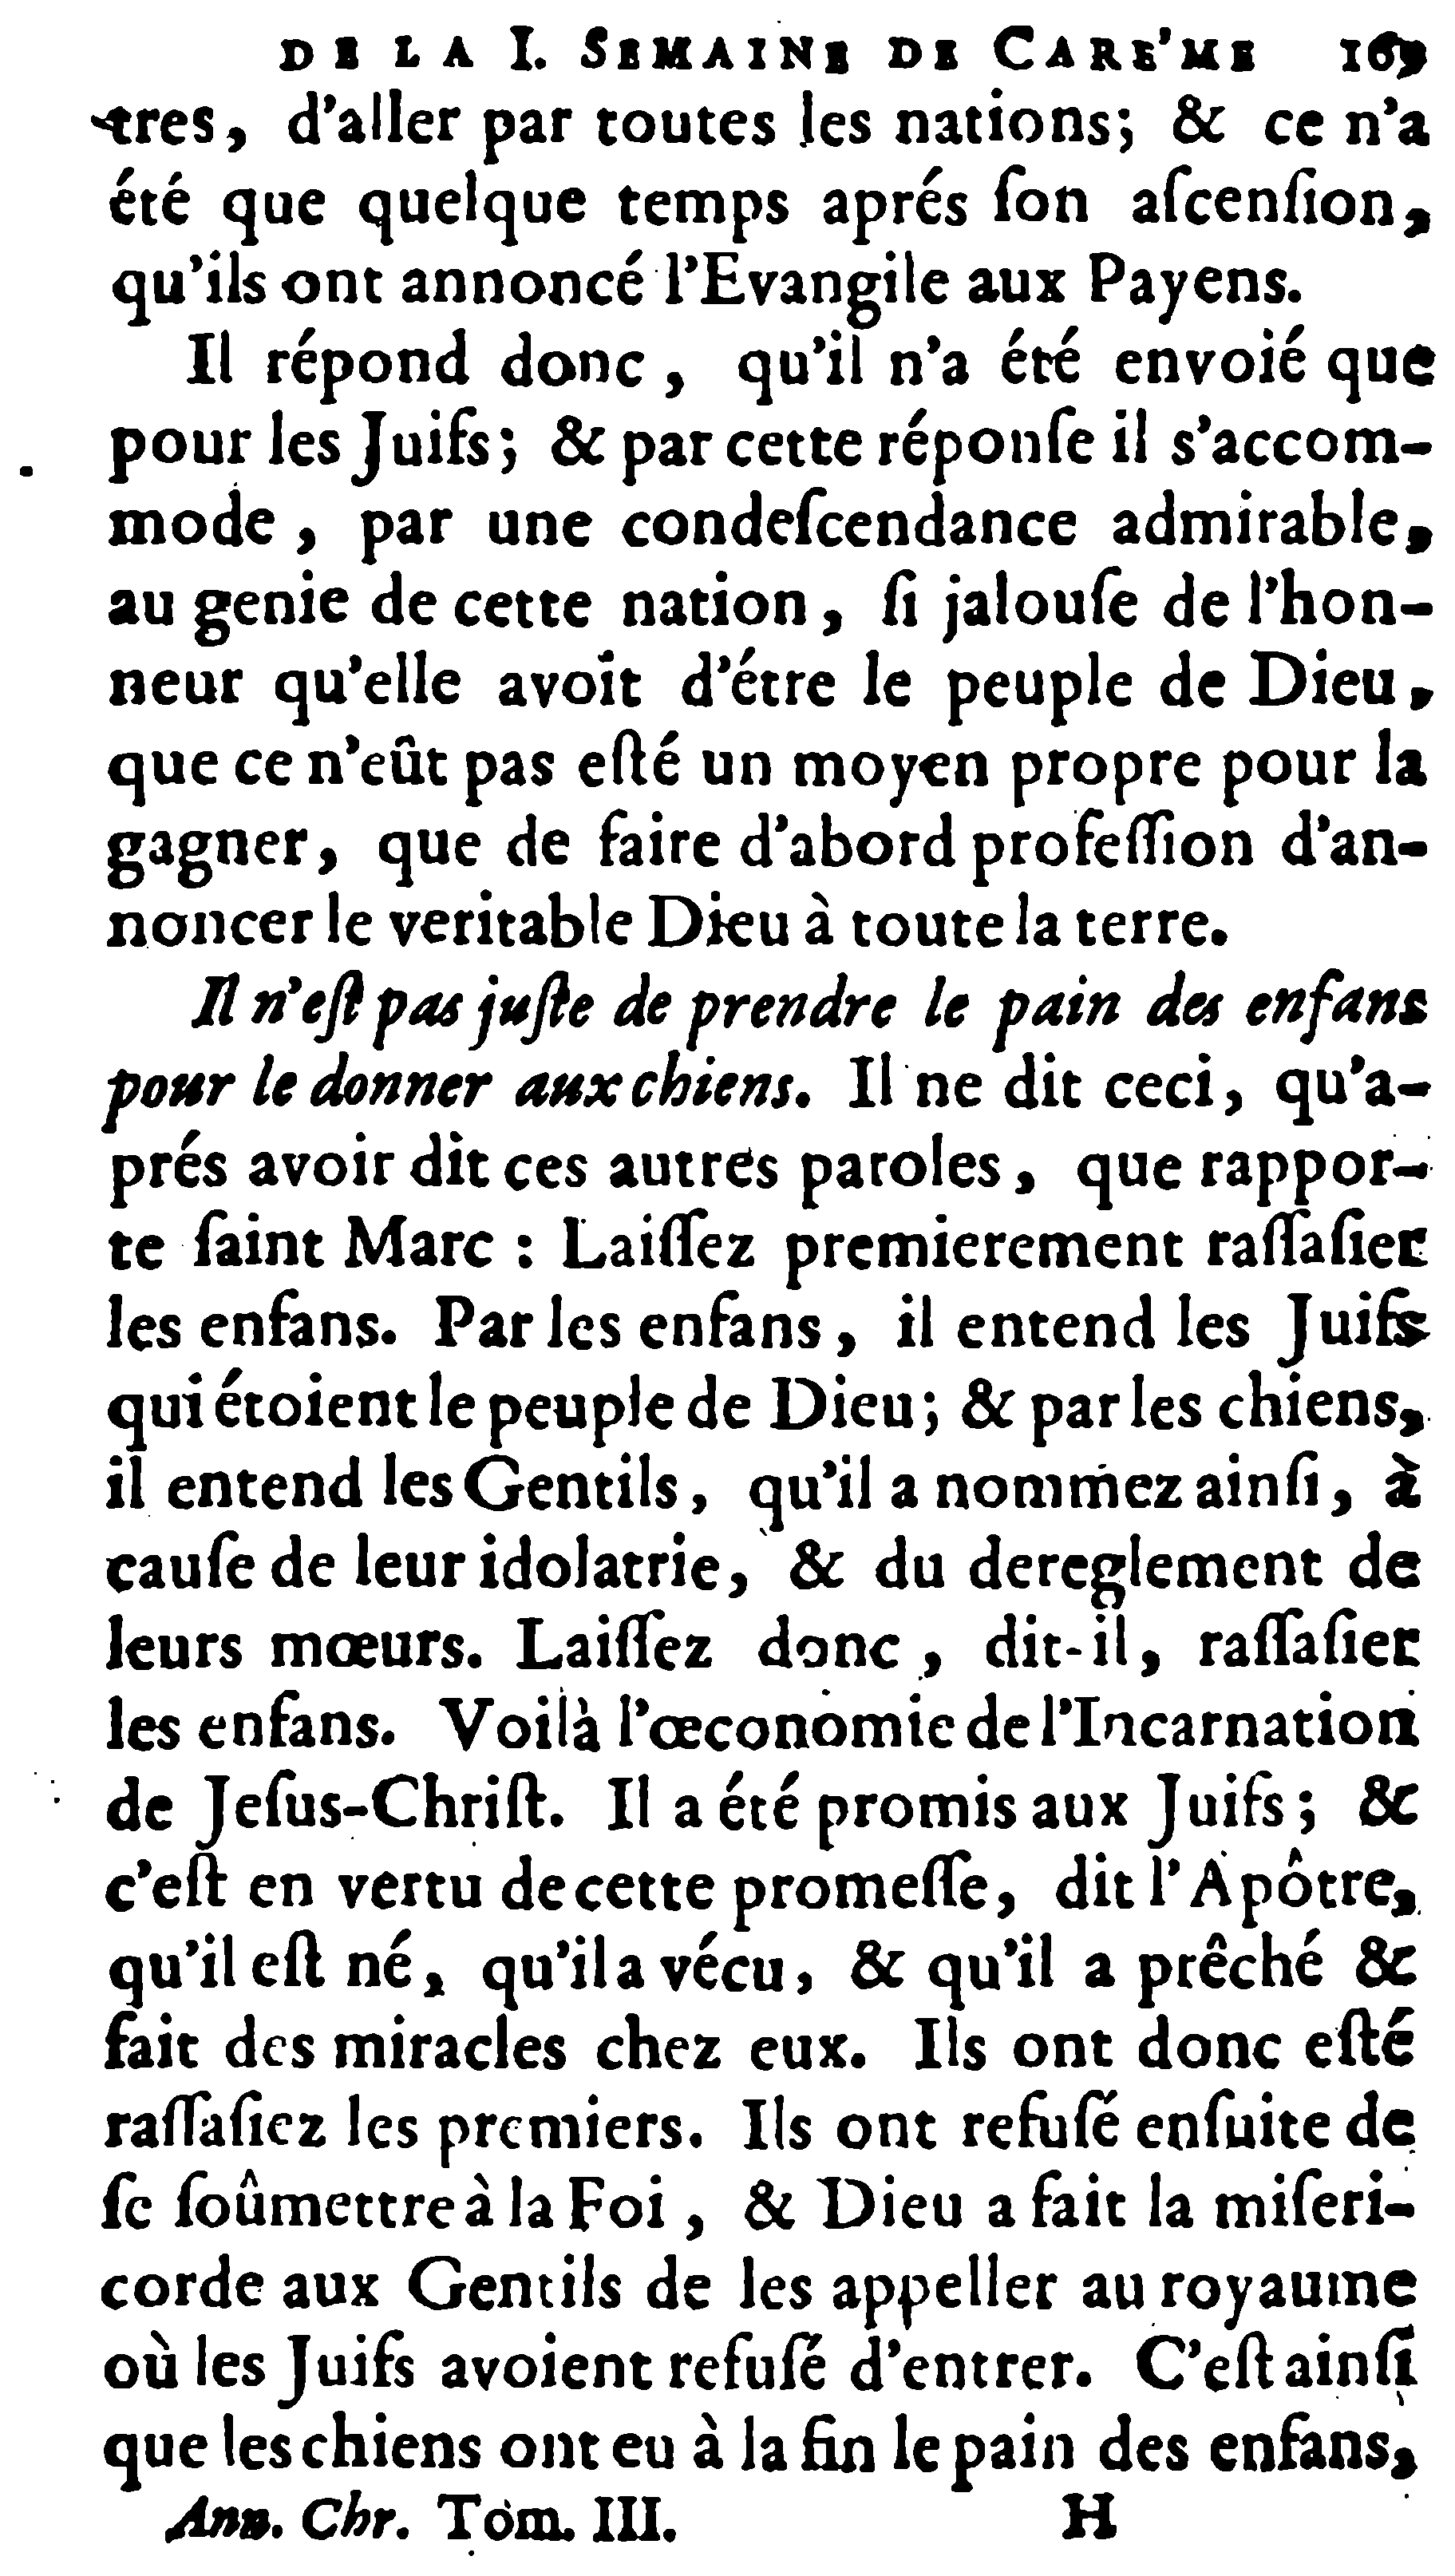 DE LA I. SEMAINE DE CARE'ME 169
tres, d'aller par toutes les nations; & ce n'a
été que quelque temps aprés ſon aſcenſion,
qu'ils ont annoncé l'Evangile aux Payens.
Il répond donc, qu'il n'a été envoié que
pour les Juifs; & par cette réponſe il s'accom-
mode, par une condeſcendance admirable,
au genie de cette nation, ſi jalouſe de l'hon-
neur qu'elle avoit d'étre le peuple de Dieu,
que ce n'eût pas eſté un moyen propre pour la
gagner, que de faire d'abord profeſſion d'an-
noncer le veritable Dieu à toute la terre.
Il n'eſt pas juſte de prendre le pain des enfans
pour le donner aux chiens. Il ne dit ceci, qu'a-
prés avoir dit ces autres paroles, que rappor-
te ſaint Marc : Laiſſez premierement raſſaſier
les enfans. Par les enfans, il entend les Juifs
qui étoient le peuple de Dieu; & par les chiens,
il entend les Gentils, qu'il a nommez ainſi, à
cauſe de leur idolatrie, & du dereglement de
leurs mœurs. Laiſſez donc, dit-il, raſſaſier
les enfans. Voilà l'œconomie de l'Incarnation
de Jeſus-Chriſt. Il a été promis aux Juifs; &
c'eſt en vertu de cette promeſſe, dit l'Apôtre,
qu'il eſt né, qu'il a vécu, & qu'il a prêché &
fait des miracles chez eux. Ils ont donc eſté
raſſaſiez les premiers. Ils ont refuſé enſuite de
ſe ſoûmettre à la Foi, & Dieu a fait la miſeri-
corde aux Gentils de les appeller au royaume
où les Juifs avoient refuſé d'entrer. C'eſt ainſi
que les chiens ont eu à la fin le pain des enfans,
Ann. Chr. Tom. III. H